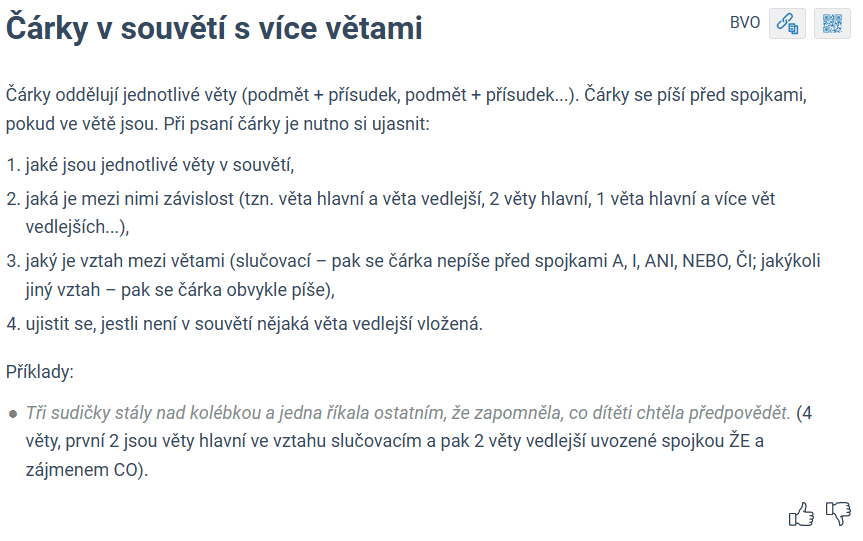 Čárky v souvětí s více větami
BVO
Čárky oddělují jednotlivé věty (podmět + přísudek, podmět + přísudek...). Čárky se píší před spojkami,
pokud ve větě jsou. Při psaní čárky je nutno si ujasnit:
1. jaké jsou jednotlivé věty v souvětí,
2. jaká je mezi nimi závislost (tzn. věta hlavní a věta vedlejší, 2 věty hlavní, 1 věta hlavní a více vět
vedlejších...),
3. jaký je vztah mezi větami (slučovací – pak se čárka nepíše před spojkami A, I, ANI, NEBO, ČI; jakýkoli
jiný vztah – pak se čárka obvykle píše),
4. ujistit se, jestli není v souvětí nějaká věta vedlejší vložená.
Příklady:
● Tři sudičky stály nad kolébkou a jedna říkala ostatním, že zapomněla, co dítěti chtěla předpovědět. (4
věty, první 2 jsou věty hlavní ve vztahu slučovacím a pak 2 věty vedlejší uvozené spojkou ŽE a
zájmenem CO).